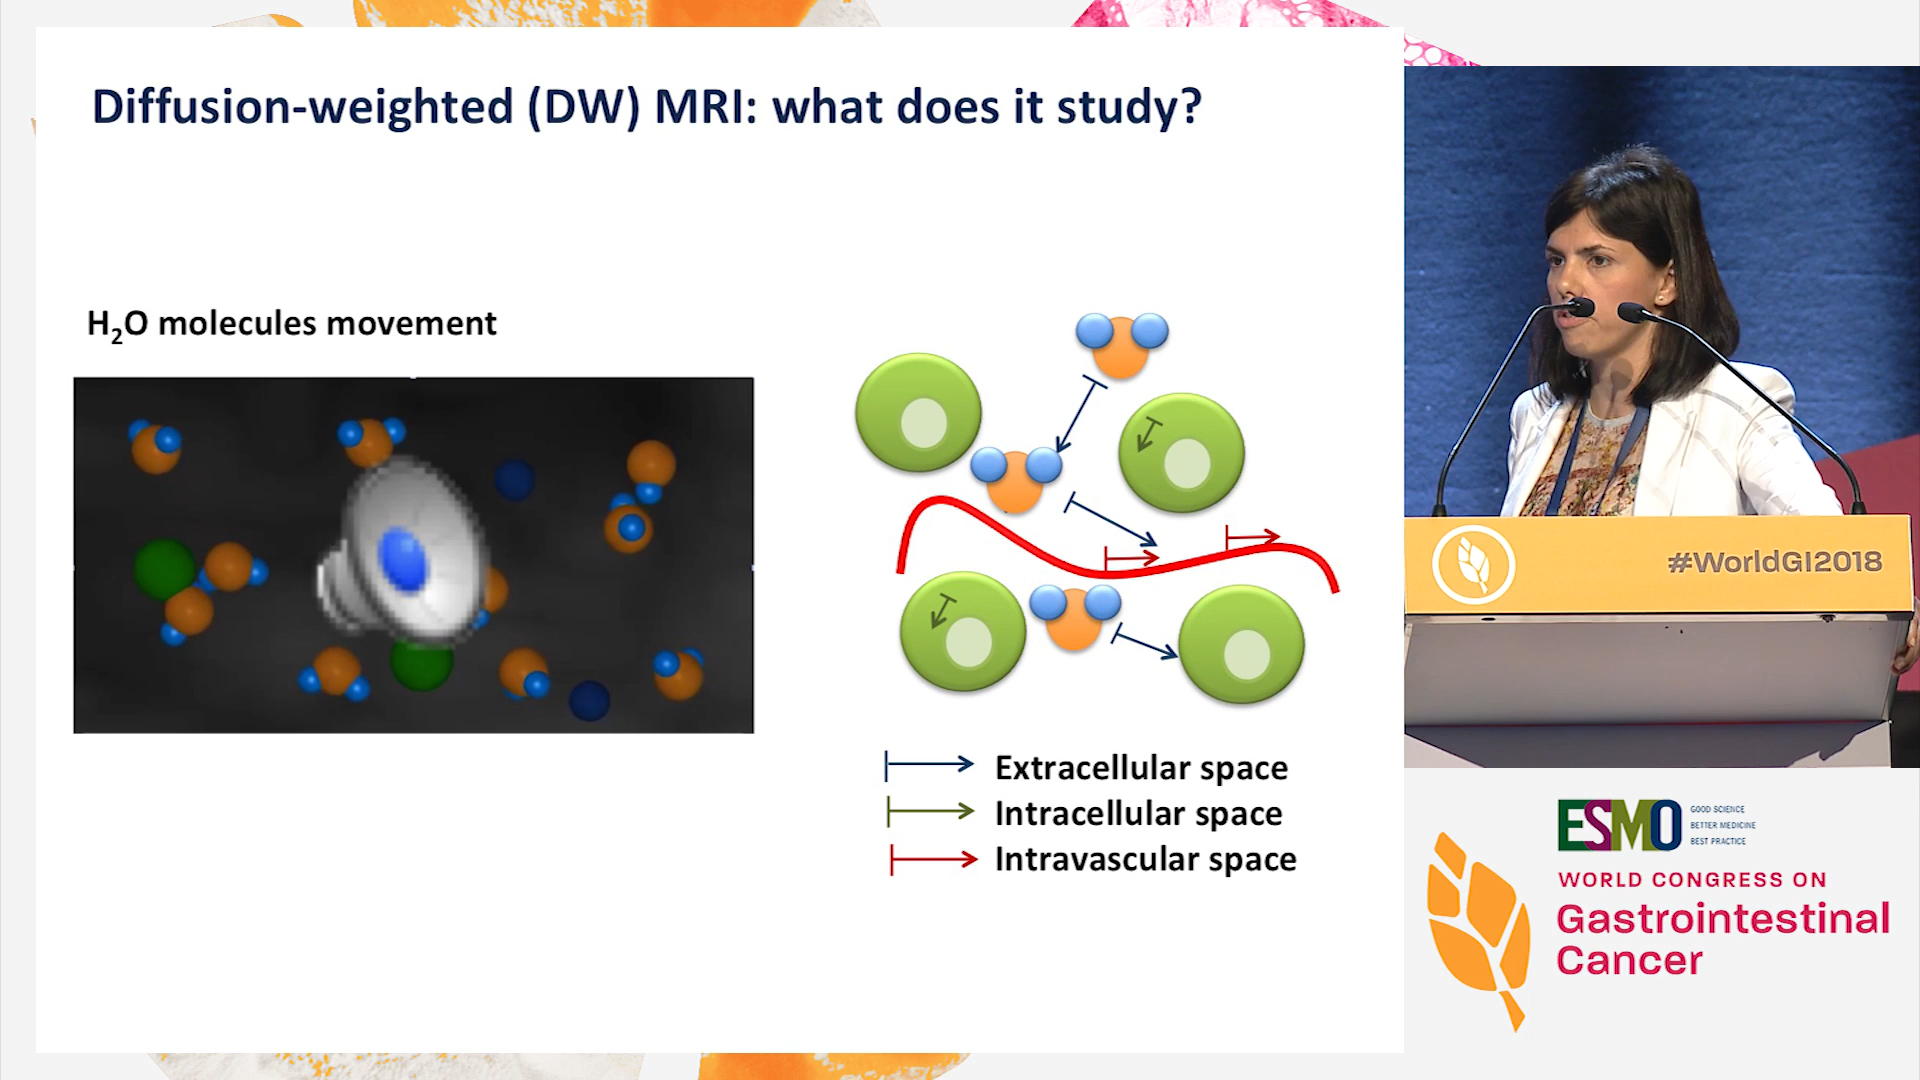 Diffusion-weighted (DW) MRI: what does it study?
H₂O molecules movement
Extracellular space
Intracellular space
Intravascular space
#WorldGI2018
ESMO
GOOD SCIENCE
BETTER MEDICINE
BEST PRACTICE
WORLD CONGRESS ON
Gastrointestinal
Cancer